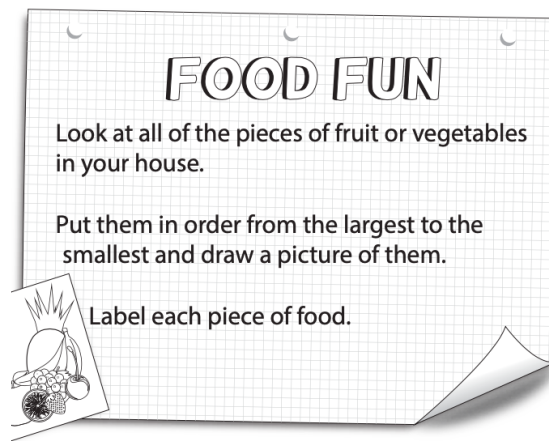 FOOD FUN
Look at all of the pieces of fruit or vegetables
in your house.
Put them in order from the largest to the
smallest and draw a picture of them.
Label each piece of food.